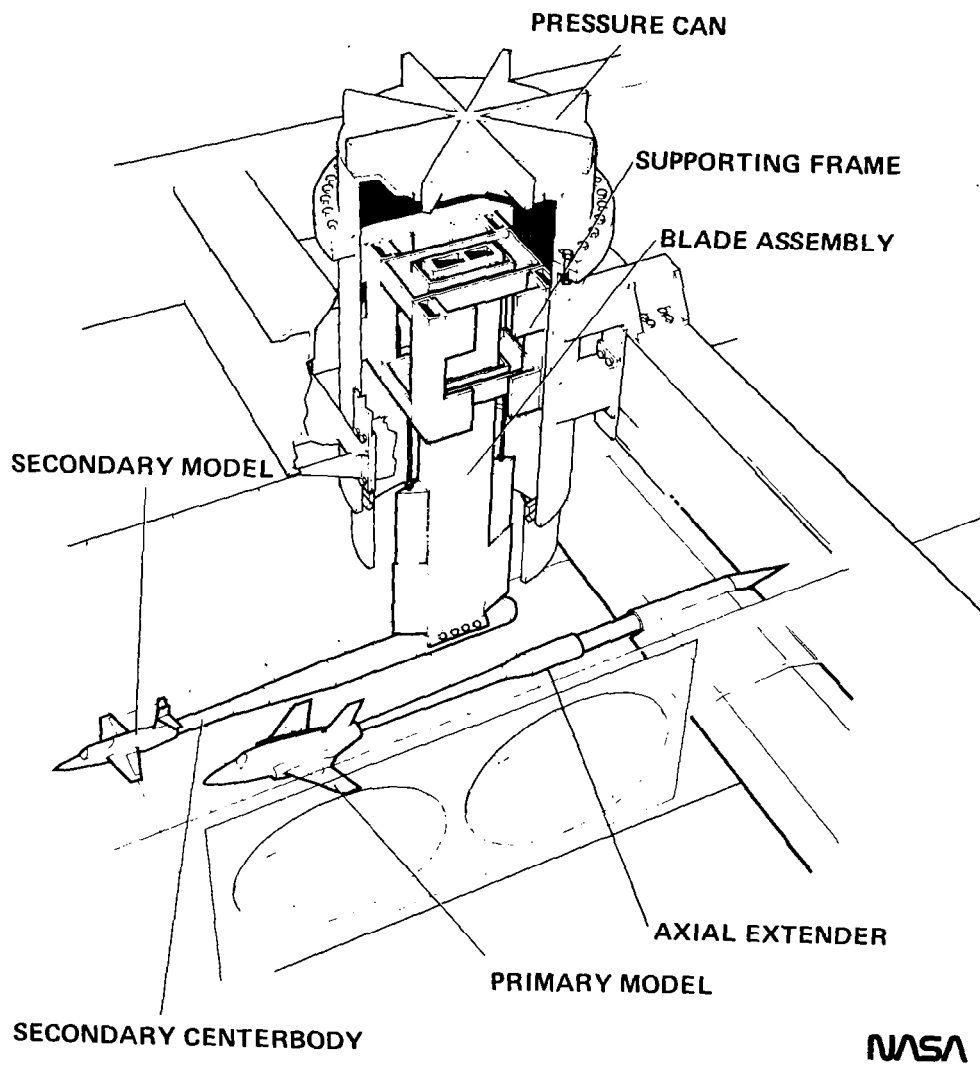 PRESSURE CAN
SUPPORTING FRAME
BLADE ASSEMBLY
SECONDARY MODEL
AXIAL EXTENDER
PRIMARY MODEL
SECONDARY CENTERBODY
NASA